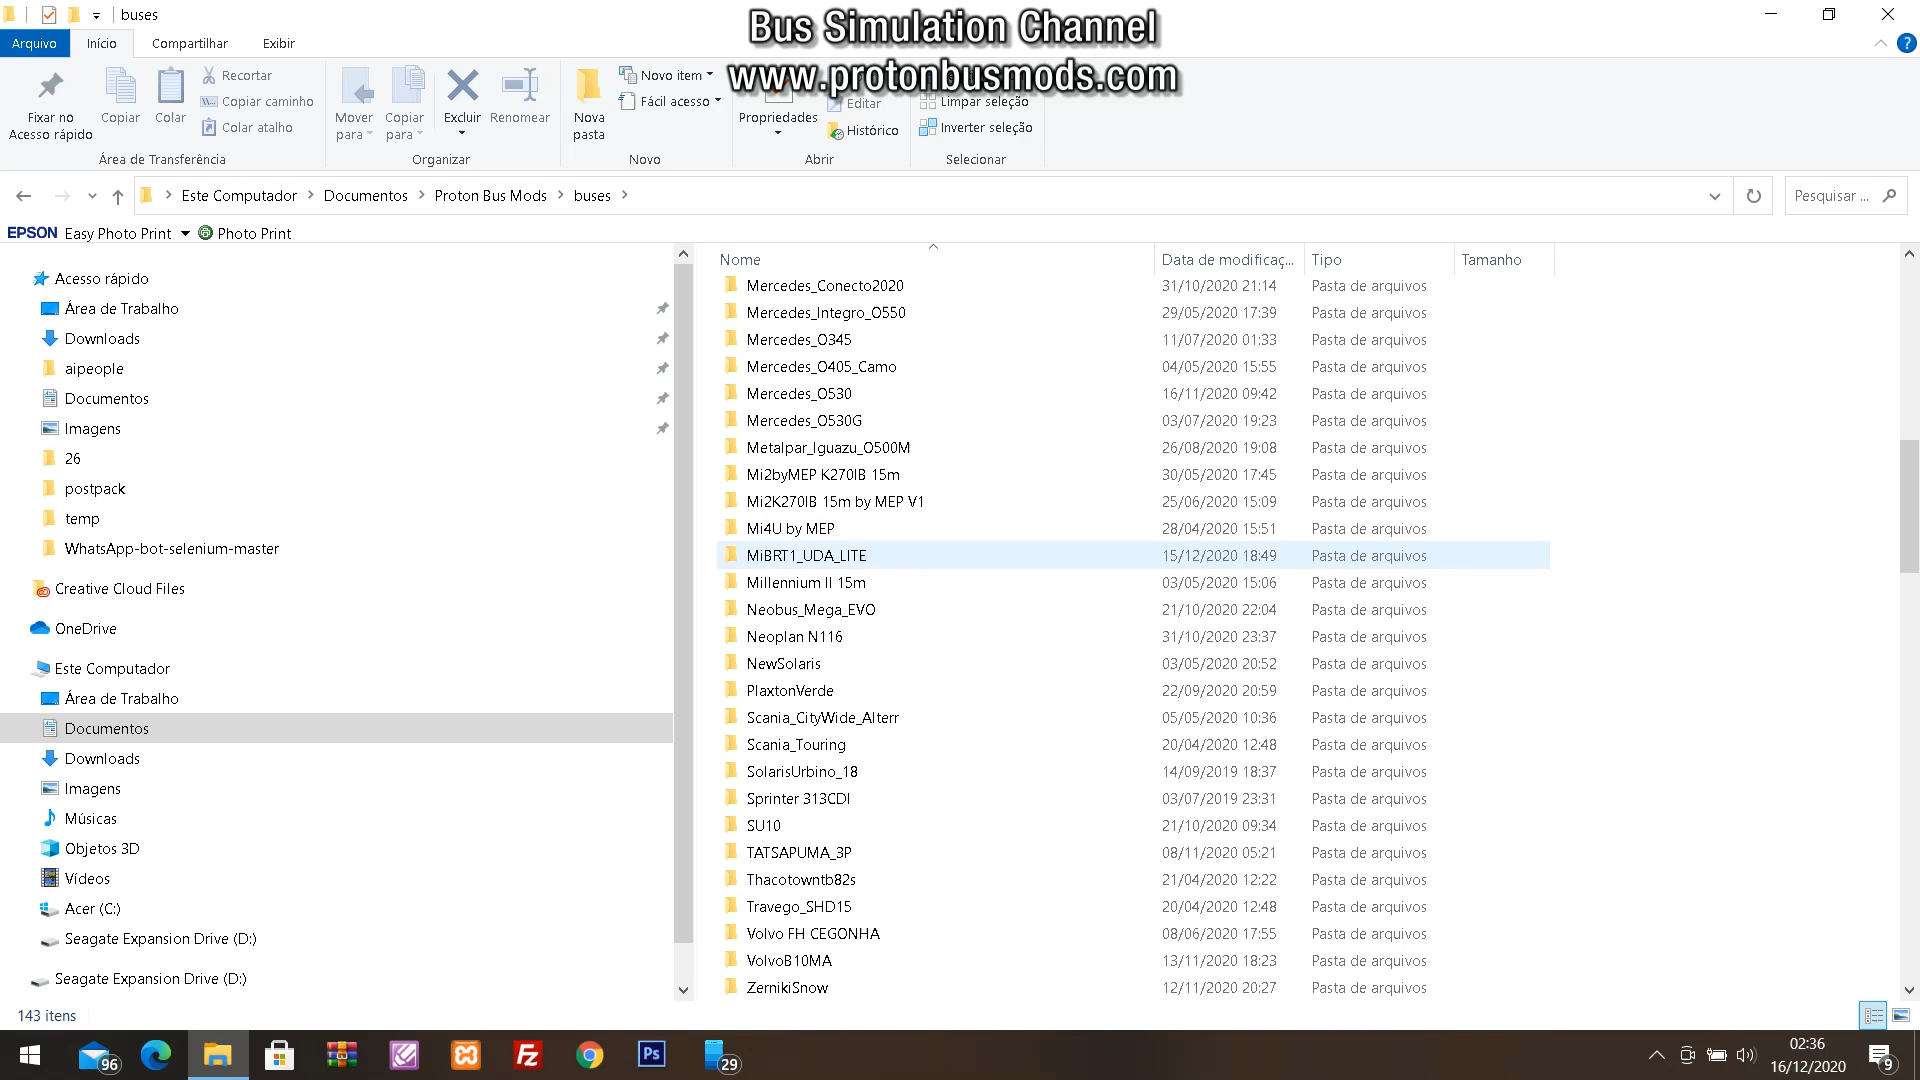 buses
Bus Simulation Channel
www.protonbusmods.com
Arquivo
Início
Compartilhar
Exibir
Fixar no
Acesso rápido
Copiar
Colar
Recortar
Copiar caminho
Colar atalho
Área de Transferência
Mover
para
Copiar
para
Excluir
Renomear
Organizar
Nova
pasta
Novo item
Fácil acesso
Novo
Propriedades
Editar
Histórico
Abrir
Limpar seleção
Inverter seleção
Selecionar
Este Computador > Documentos > Proton Bus Mods > buses >
Pesquisar ...
EPSON Easy Photo Print Photo Print
Acesso rápido
Área de Trabalho
Downloads
aipeople
Documentos
Imagens
26
postpack
temp
WhatsApp-bot-selenium-master
Creative Cloud Files
OneDrive
Este Computador
Área de Trabalho
Documentos
Downloads
Imagens
Músicas
Objetos 3D
Vídeos
Acer (C:)
Seagate Expansion Drive (D:)
Seagate Expansion Drive (D:)
Nome Data de modificaç... Tipo Tamanho
Mercedes_Conecto2020 31/10/2020 21:14 Pasta de arquivos
Mercedes_Integro_O550 29/05/2020 17:39 Pasta de arquivos
Mercedes_O345 11/07/2020 01:33 Pasta de arquivos
Mercedes_O405_Camo 04/05/2020 15:55 Pasta de arquivos
Mercedes_O530 16/11/2020 09:42 Pasta de arquivos
Mercedes_O530G 03/07/2020 19:23 Pasta de arquivos
Metalpar_Iguazu_O500M 26/08/2020 19:08 Pasta de arquivos
Mi2byMEP K270IB 15m 30/05/2020 17:45 Pasta de arquivos
Mi2K270IB 15m by MEP V1 25/06/2020 15:09 Pasta de arquivos
Mi4U by MEP 28/04/2020 15:51 Pasta de arquivos
MiBRT1_UDA_LITE 15/12/2020 18:49 Pasta de arquivos
Millennium II 15m 03/05/2020 15:06 Pasta de arquivos
Neobus_Mega_EVO 21/10/2020 22:04 Pasta de arquivos
Neoplan N116 31/10/2020 23:37 Pasta de arquivos
NewSolaris 03/05/2020 20:52 Pasta de arquivos
PlaxtonVerde 22/09/2020 20:59 Pasta de arquivos
Scania_CityWide_Alterr 05/05/2020 10:36 Pasta de arquivos
Scania_Touring 20/04/2020 12:48 Pasta de arquivos
SolarisUrbino_18 14/09/2019 18:37 Pasta de arquivos
Sprinter 313CDI 03/07/2019 23:31 Pasta de arquivos
SU10 21/10/2020 09:34 Pasta de arquivos
TATSAPUMA_3P 08/11/2020 05:21 Pasta de arquivos
Thacotowntb82s 21/04/2020 12:22 Pasta de arquivos
Travego_SHD15 20/04/2020 12:48 Pasta de arquivos
Volvo FH CEGONHA 08/06/2020 17:55 Pasta de arquivos
VolvoB10MA 13/11/2020 18:23 Pasta de arquivos
ZernikiSnow 12/11/2020 20:27 Pasta de arquivos
143 itens
96
Fz
Ps
29
02:36
16/12/2020
9